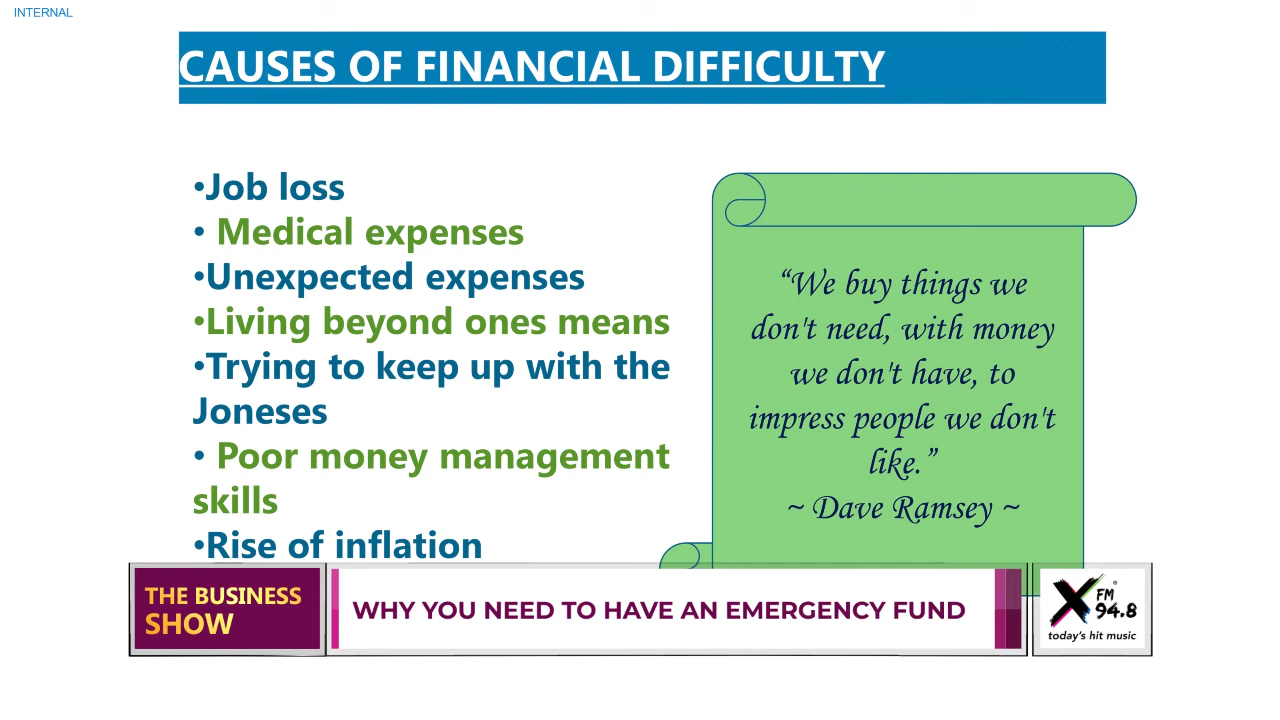 INTERNAL
CAUSES OF FINANCIAL DIFFICULTY
•Job loss
• Medical expenses
•Unexpected expenses
•Living beyond ones means
•Trying to keep up with the
Joneses
• Poor money management
skills
•Rise of inflation
“We buy things we
don't need, with money
we don't have, to
impress people we don't
like.”
~ Dave Ramsey ~
THE BUSINESS
SHOW
WHY YOU NEED TO HAVE AN EMERGENCY FUND
X FM
94.8
today's hit music